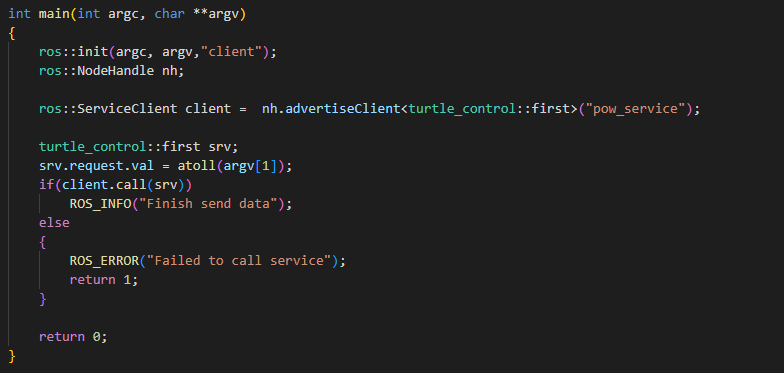 int main(int argc, char **argv)
{
    ros::init(argc, argv,"client");
    ros::NodeHandle nh;

    ros::ServiceClient client =  nh.advertiseClient<turtle_control::first>("pow_service");

    turtle_control::first srv;
    srv.request.val = atoll(argv[1]);
    if(client.call(srv))
        ROS_INFO("Finish send data");
    else
    {
        ROS_ERROR("Failed to call service");
        return 1;
    }

    return 0;
}